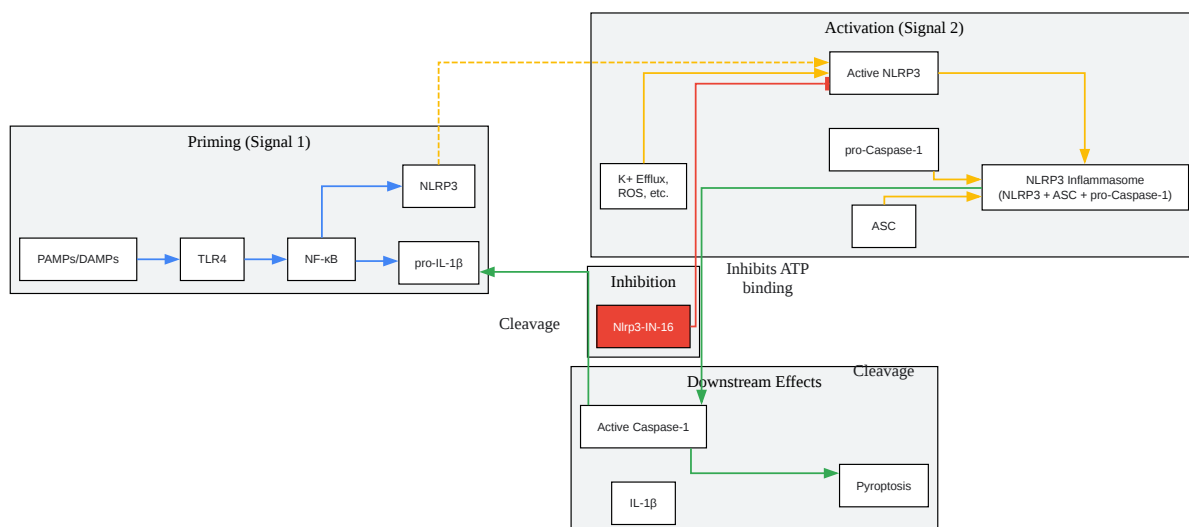 Activation (Signal 2)
Active NLRP3
Priming (Signal 1)
pro-Caspase-1
NLRP3
K+ Efflux,
ROS, etc.
NLRP3 Inflammasome
(NLRP3 + ASC + pro-Caspase-1)
ASC
PAMPs/DAMPs
TLR4
NF-κB
pro-IL-1β
Inhibits ATP
binding
Inhibition
Cleavage
Nlrp3-IN-16
Cleavage
Downstream Effects
Active Caspase-1
Pyroptosis
IL-1β